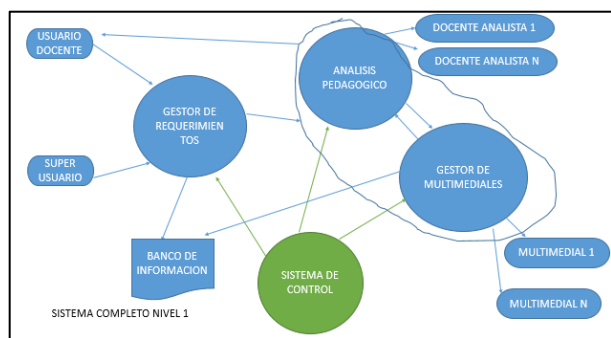 USUARIO
DOCENTE
DOCENTE ANALISTA 1
DOCENTE ANALISTA N
ANALISIS
PEDAGOGICO
GESTOR DE
REQUERIMIEN
TOS
SUPER
USUARIO
GESTOR DE
MULTIMEDIALES
BANCO DE
INFORMACION
SISTEMA DE
CONTROL
MULTIMEDIAL 1
MULTIMEDIAL N
SISTEMA COMPLETO NIVEL 1